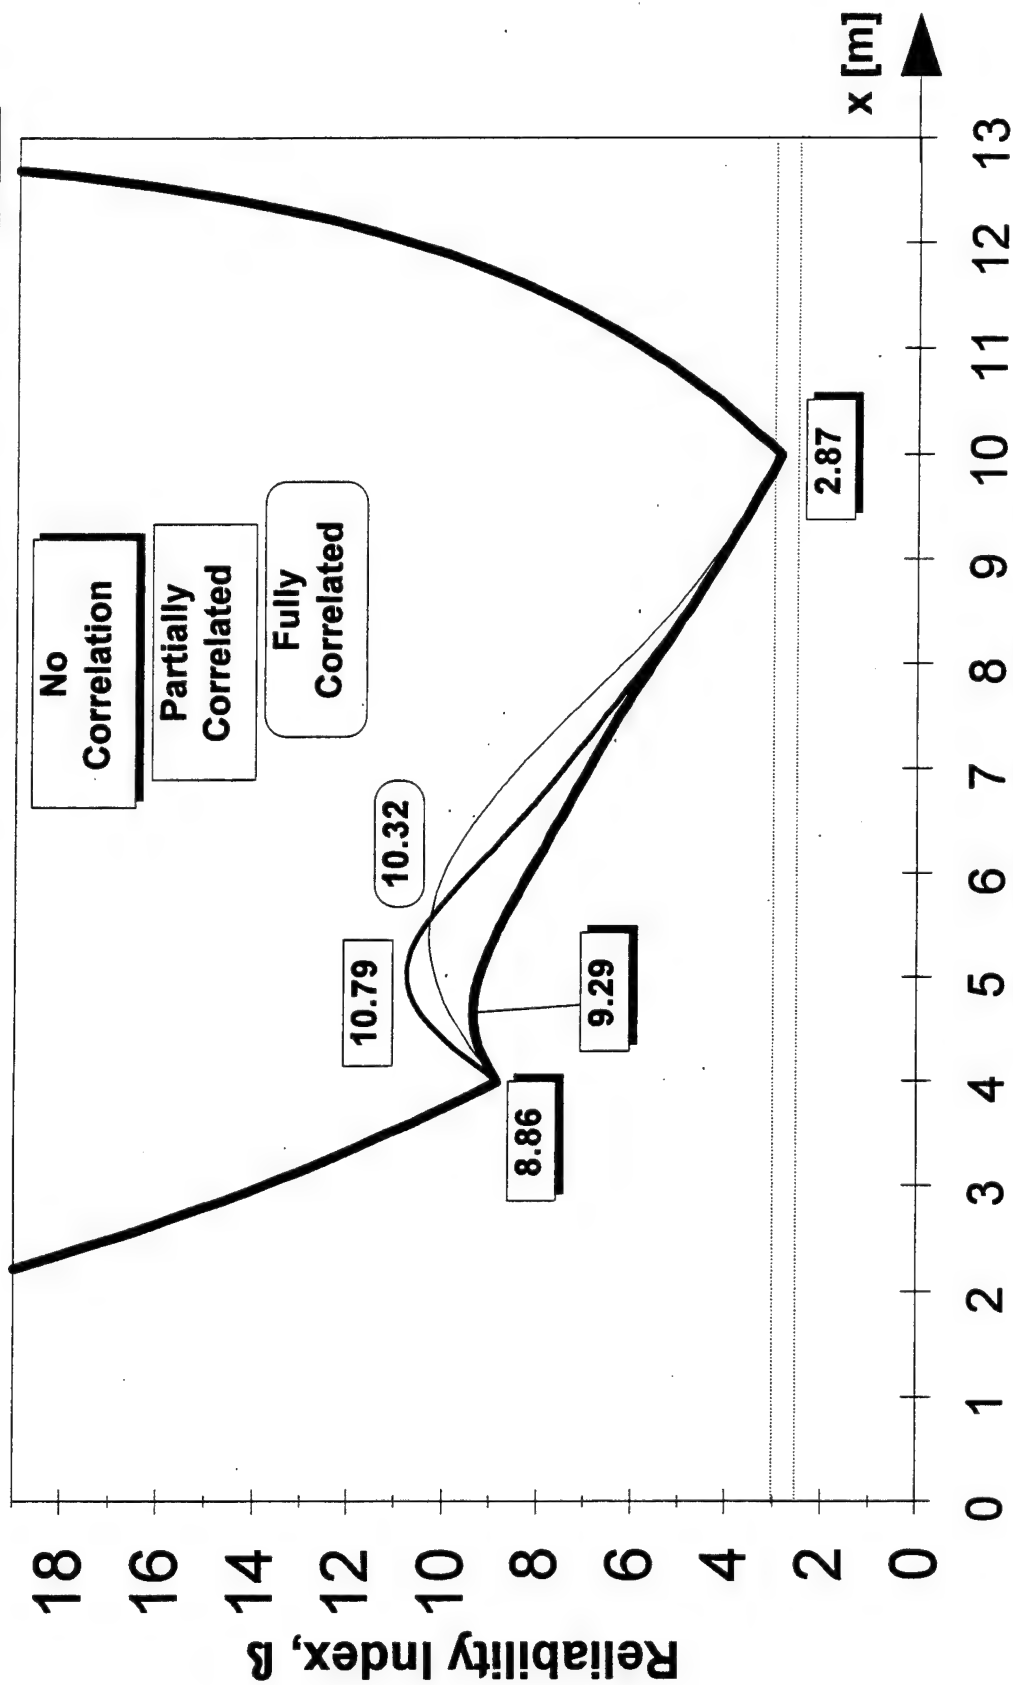 Reliability Index, β
18
16
14
12
10
8
6
4
2
0
No
Correlation
Partially
Correlated
Fully
Correlated
10.79
10.32
8.86
9.29
2.87
0 1 2 3 4 5 6 7 8 9 10 11 12 13
x [m]